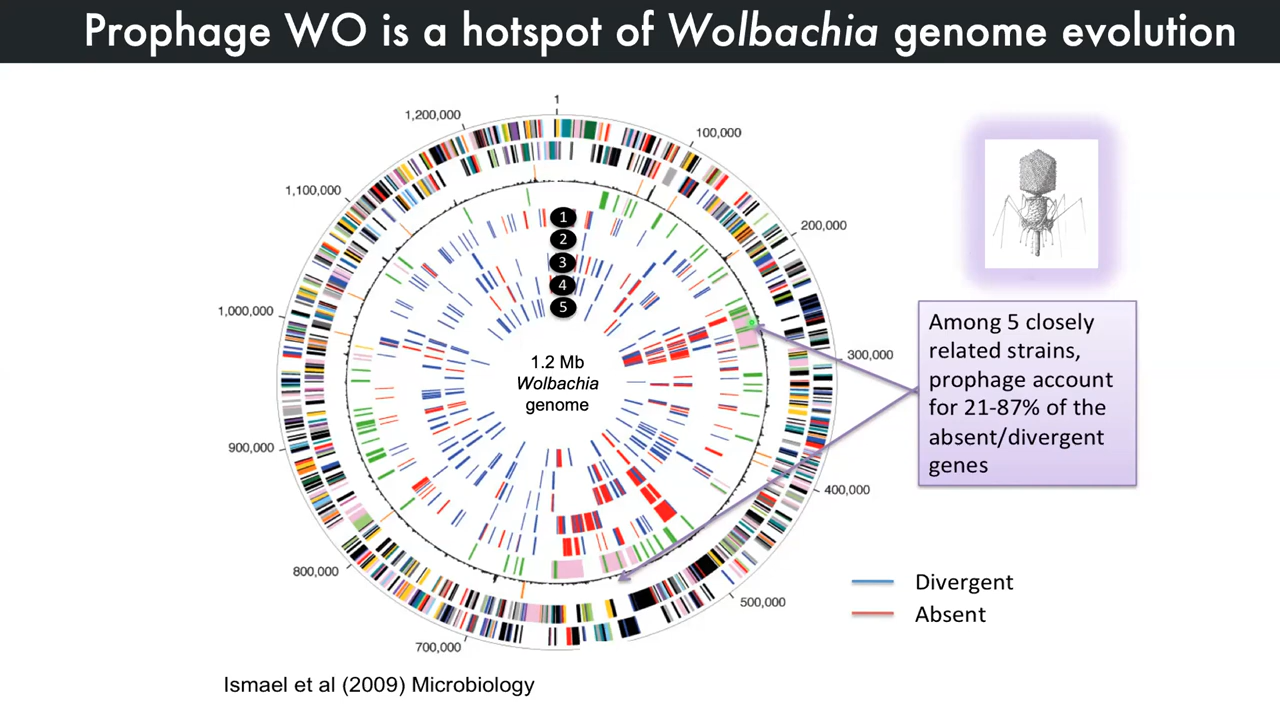 Prophage WO is a hotspot of Wolbachia genome evolution
1
100,000
200,000
300,000
400,000
500,000
700,000
800,000
900,000
1,000,000
1,100,000
1,200,000
1
2
3
4
5
1.2 Mb
Wolbachia
genome
Among 5 closely
related strains,
prophage account
for 21-87% of the
absent/divergent
genes
Divergent
Absent
Ismael et al (2009) Microbiology